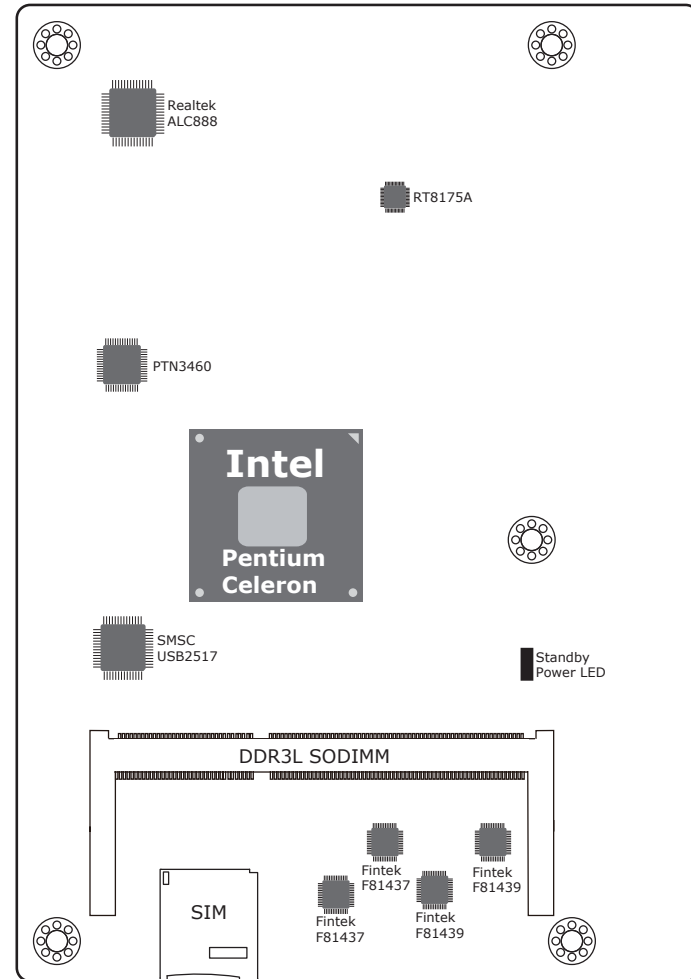 Realtek
ALC888
RT8175A
PTN3460
Intel
Pentium
Celeron
SMSC
USB2517
Standby
Power LED
DDR3L SODIMM
Fintek
F81437
Fintek
F81439
SIM
Fintek
F81437
Fintek
F81439